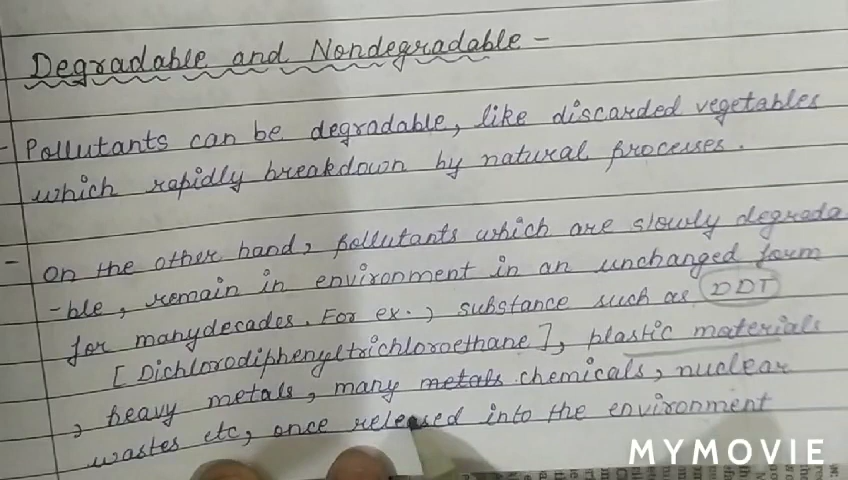 Degradable and Nondegradable -
- Pollutants can be degradable, like discarded vegetables
which rapidly breakdown by natural processes.
- On the other hand, pollutants which are slowly degrada
-ble, remain in environment in an unchanged form
for manydecades. For ex., substance such as DDT
[Dichlorodiphenyltrichloroethane], plastic materials
, heavy metals, many metals chemicals, nuclear
wastes etc, once released into the environment
MYMOVIE